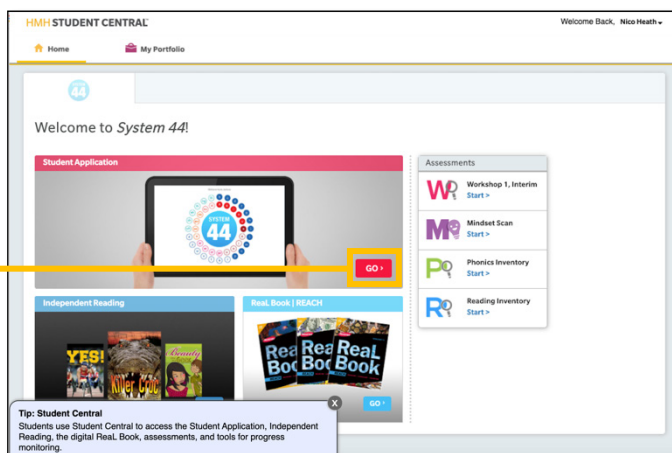 HMH STUDENT CENTRAL
Welcome Back, Nico Heath
Home
My Portfolio
44
Welcome to System 44!
Student Application
SYSTEM
44
GO ›
Assessments
Workshop 1, Interim
Start >
Mindset Scan
Start >
Phonics Inventory
Start >
Reading Inventory
Start >
Independent Reading
YES!
Killer Croc
Beauty
ReaL Book | REACH
ReaL
Book
ReaL
Book
ReaL
Book
GO ›
X
Tip: Student Central
Students use Student Central to access the Student Application, Independent
Reading, the digital ReaL Book, assessments, and tools for progress
monitoring.